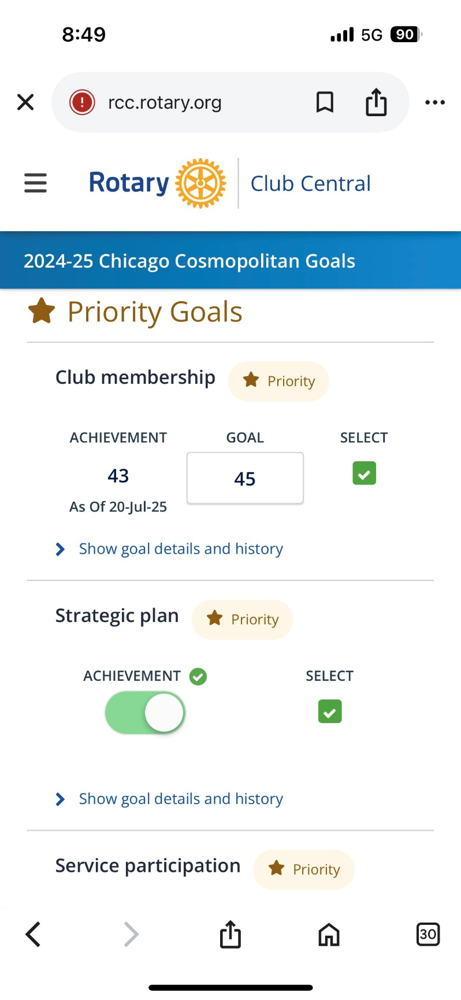 8:49
5G 90
rcc.rotary.org
Rotary Club Central
2024-25 Chicago Cosmopolitan Goals
Priority Goals
Club membership Priority
ACHIEVEMENT GOAL SELECT
43 45
As Of 20-Jul-25
Show goal details and history
Strategic plan Priority
ACHIEVEMENT SELECT
Show goal details and history
Service participation Priority
30